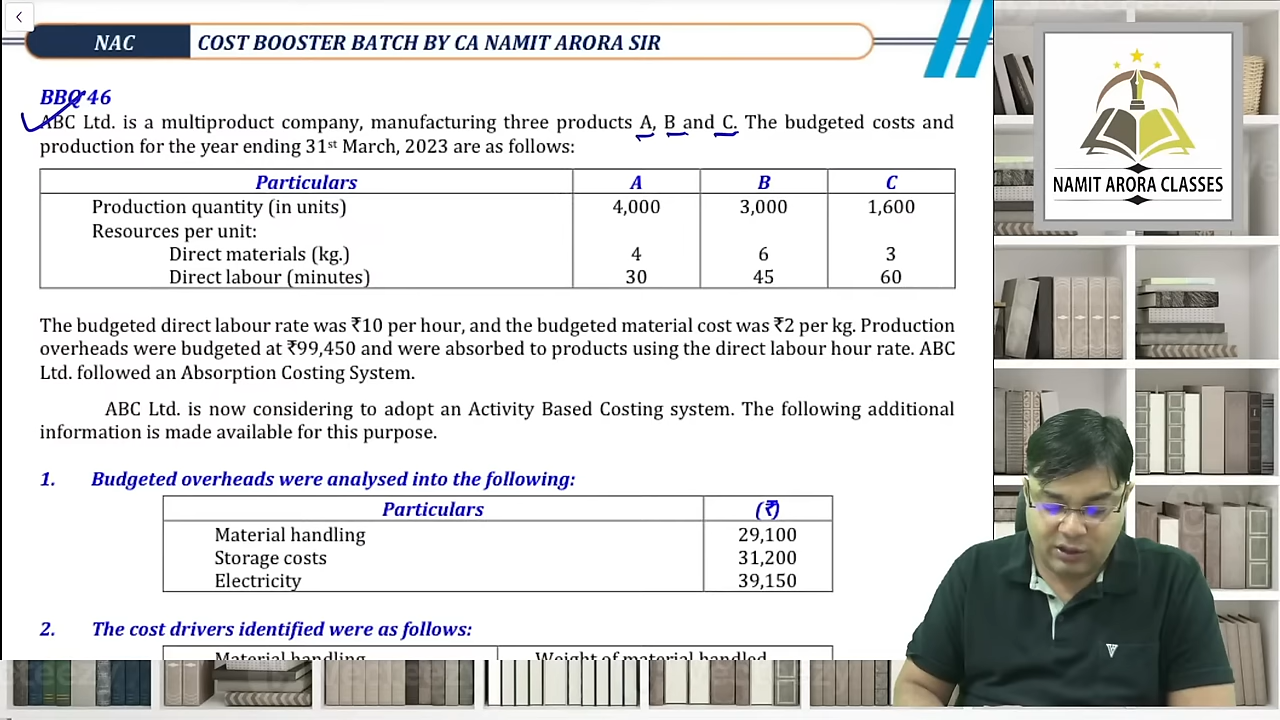 NAC COST BOOSTER BATCH BY CA NAMIT ARORA SIR
BBQ 46
ABC Ltd. is a multiproduct company, manufacturing three products A, B and C. The budgeted costs and
production for the year ending 31st March, 2023 are as follows:
Particulars A B C
Production quantity (in units) 4,000 3,000 1,600
Resources per unit:
Direct materials (kg.) 4 6 3
Direct labour (minutes) 30 45 60
The budgeted direct labour rate was ₹10 per hour, and the budgeted material cost was ₹2 per kg. Production
overheads were budgeted at ₹99,450 and were absorbed to products using the direct labour hour rate. ABC
Ltd. followed an Absorption Costing System.
ABC Ltd. is now considering to adopt an Activity Based Costing system. The following additional
information is made available for this purpose.
1. Budgeted overheads were analysed into the following:
Particulars (₹)
Material handling 29,100
Storage costs 31,200
Electricity 39,150
2. The cost drivers identified were as follows:
Material handling Weight of material handled
NAMIT ARORA CLASSES